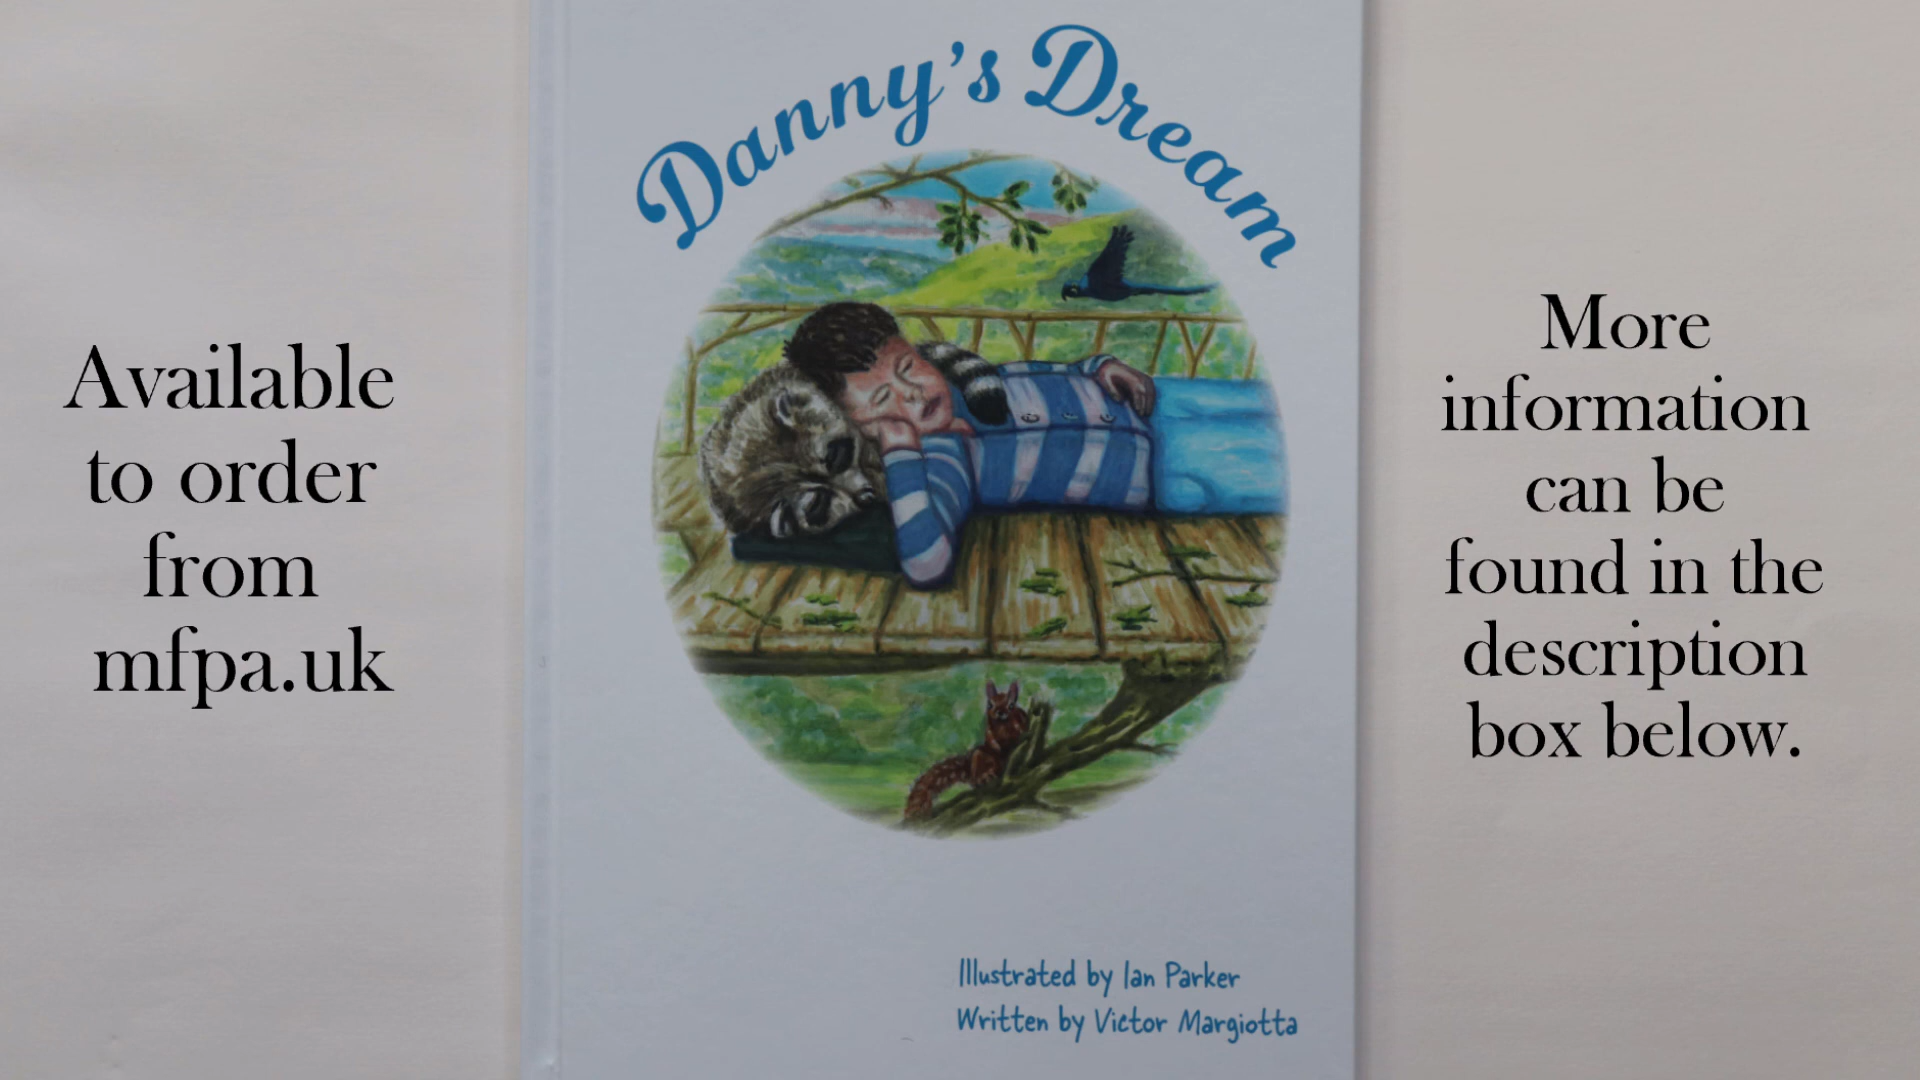 Available
to order
from
mfpa.uk
Danny's Dream
Illustrated by Ian Parker
Written by Victor Margiotta
More
information
can be
found in the
description
box below.